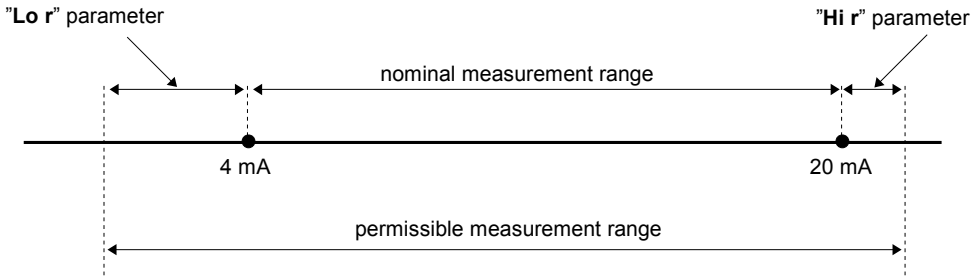 ”Lo r” parameter
”Hi r” parameter
nominal measurement range
4 mA
20 mA
permissible measurement range